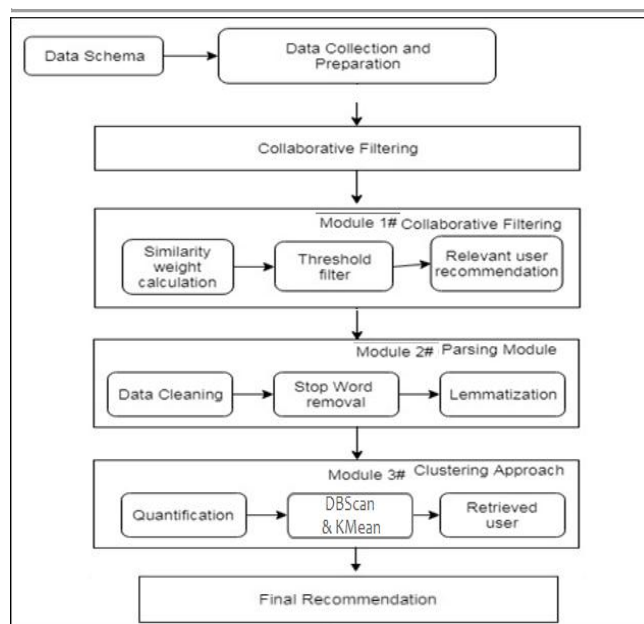 Data Schema
Data Collection and
Preparation
Collaborative Filtering
Module 1# Collaborative Filtering
Similarity
weight
calculation
Threshold
filter
Relevant user
recommendation
Module 2# Parsing Module
Data Cleaning
Stop Word
removal
Lemmatization
Module 3# Clustering Approach
Quantification
DBScan
& KMean
Retrieved
user
Final Recommendation